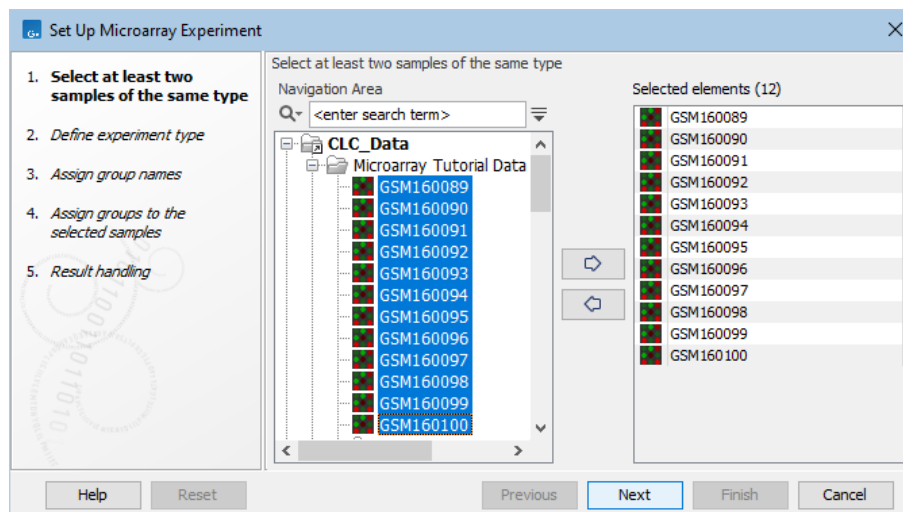 Set Up Microarray Experiment
1. Select at least two
samples of the same type
2. Define experiment type
3. Assign group names
4. Assign groups to the
selected samples
5. Result handling
Select at least two samples of the same type
Navigation Area
<enter search term>
CLC_Data
Microarray Tutorial Data
GSM160089
GSM160090
GSM160091
GSM160092
GSM160093
GSM160094
GSM160095
GSM160096
GSM160097
GSM160098
GSM160099
GSM160100
Selected elements (12)
GSM160089
GSM160090
GSM160091
GSM160092
GSM160093
GSM160094
GSM160095
GSM160096
GSM160097
GSM160098
GSM160099
GSM160100
Help
Reset
Previous
Next
Finish
Cancel